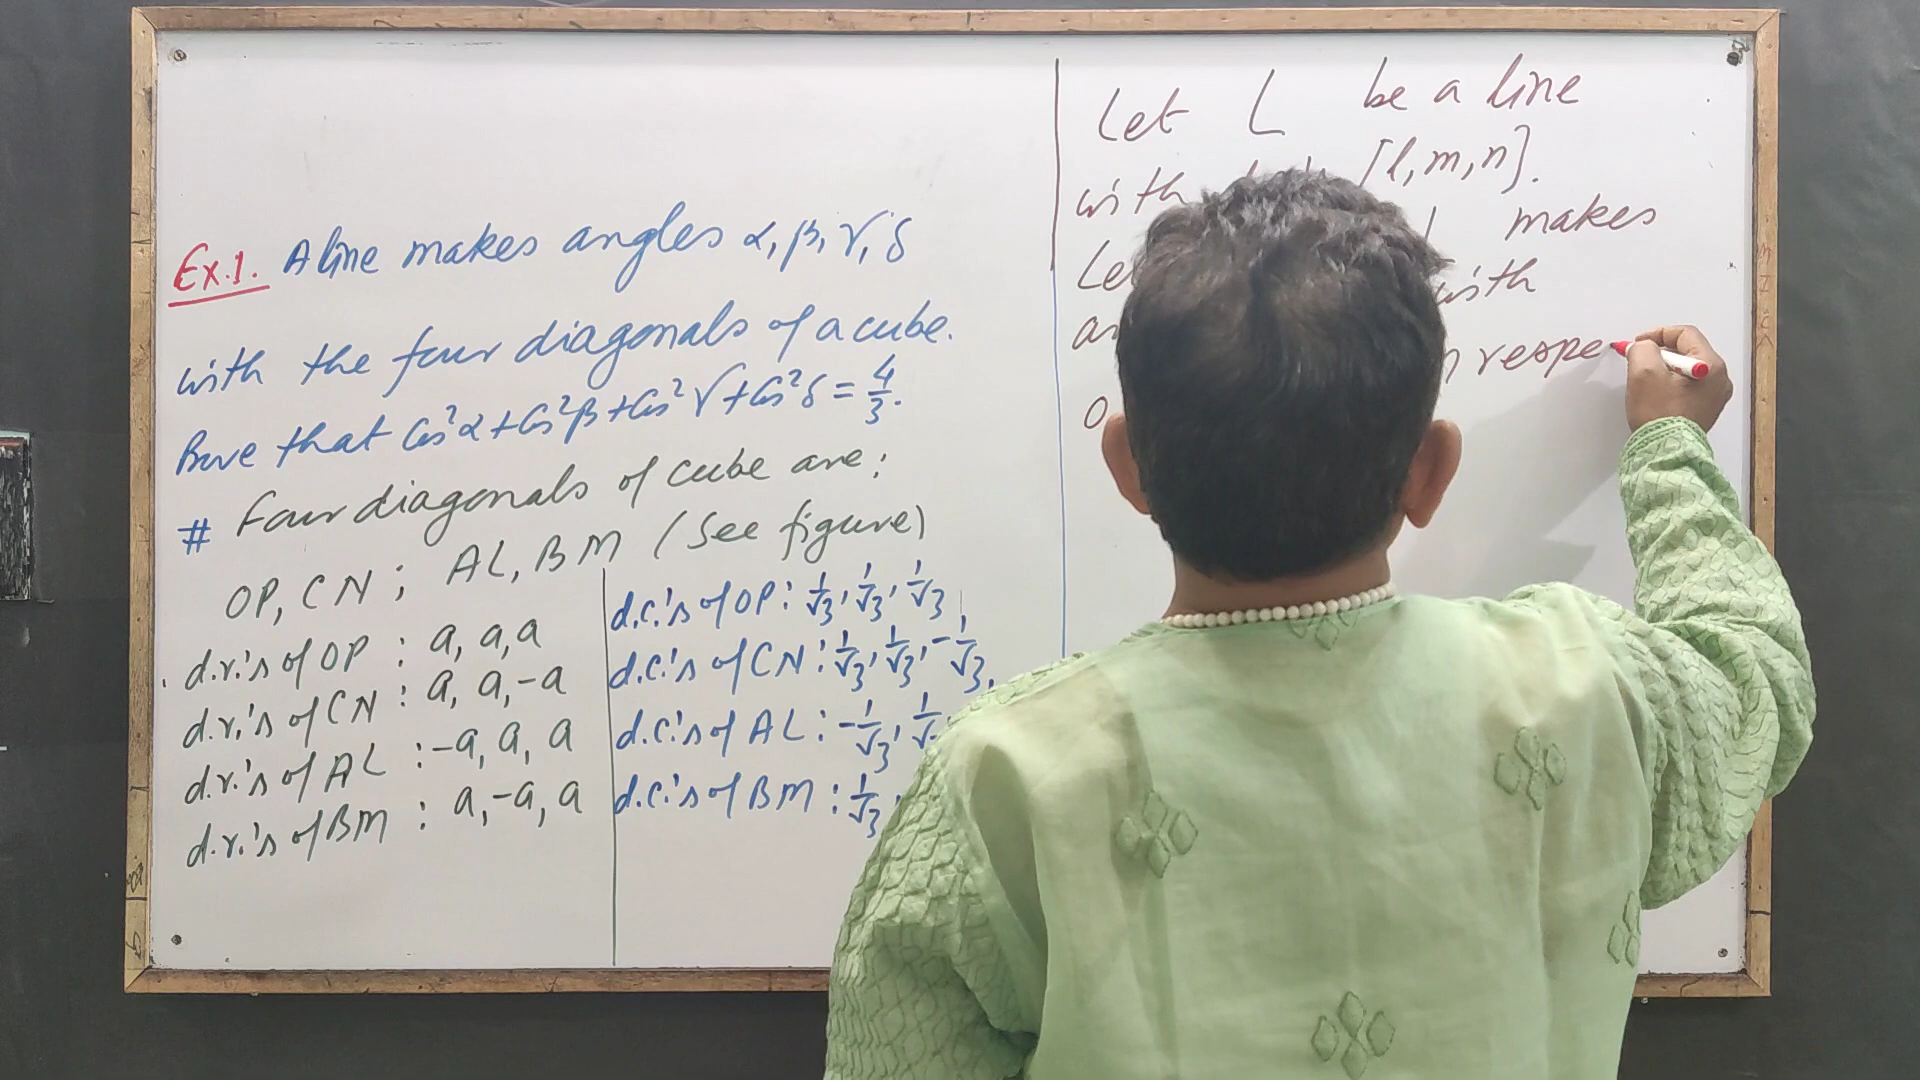 Ex.1. A line makes angles α, β, γ, δ
with the four diagonals of a cube.
Prove that Cos²α + Cos²β + Cos²γ + Cos²δ = 4/3.
# Four diagonals of cube are:
OP, CN ; AL, BM (See figure)
d.r.'s of OP : a, a, a
d.r.'s of CN : a, a, -a
d.r.'s of AL : -a, a, a
d.r.'s of BM : a, -a, a
d.c.'s of OP : 1/√3, 1/√3, 1/√3
d.c.'s of CN : 1/√3, 1/√3, -1/√3,
d.c.'s of AL : -1/√3, 1/√
d.c.'s of BM : 1/√3
Let L be a line
with [l, m, n].
L makes
with
respe